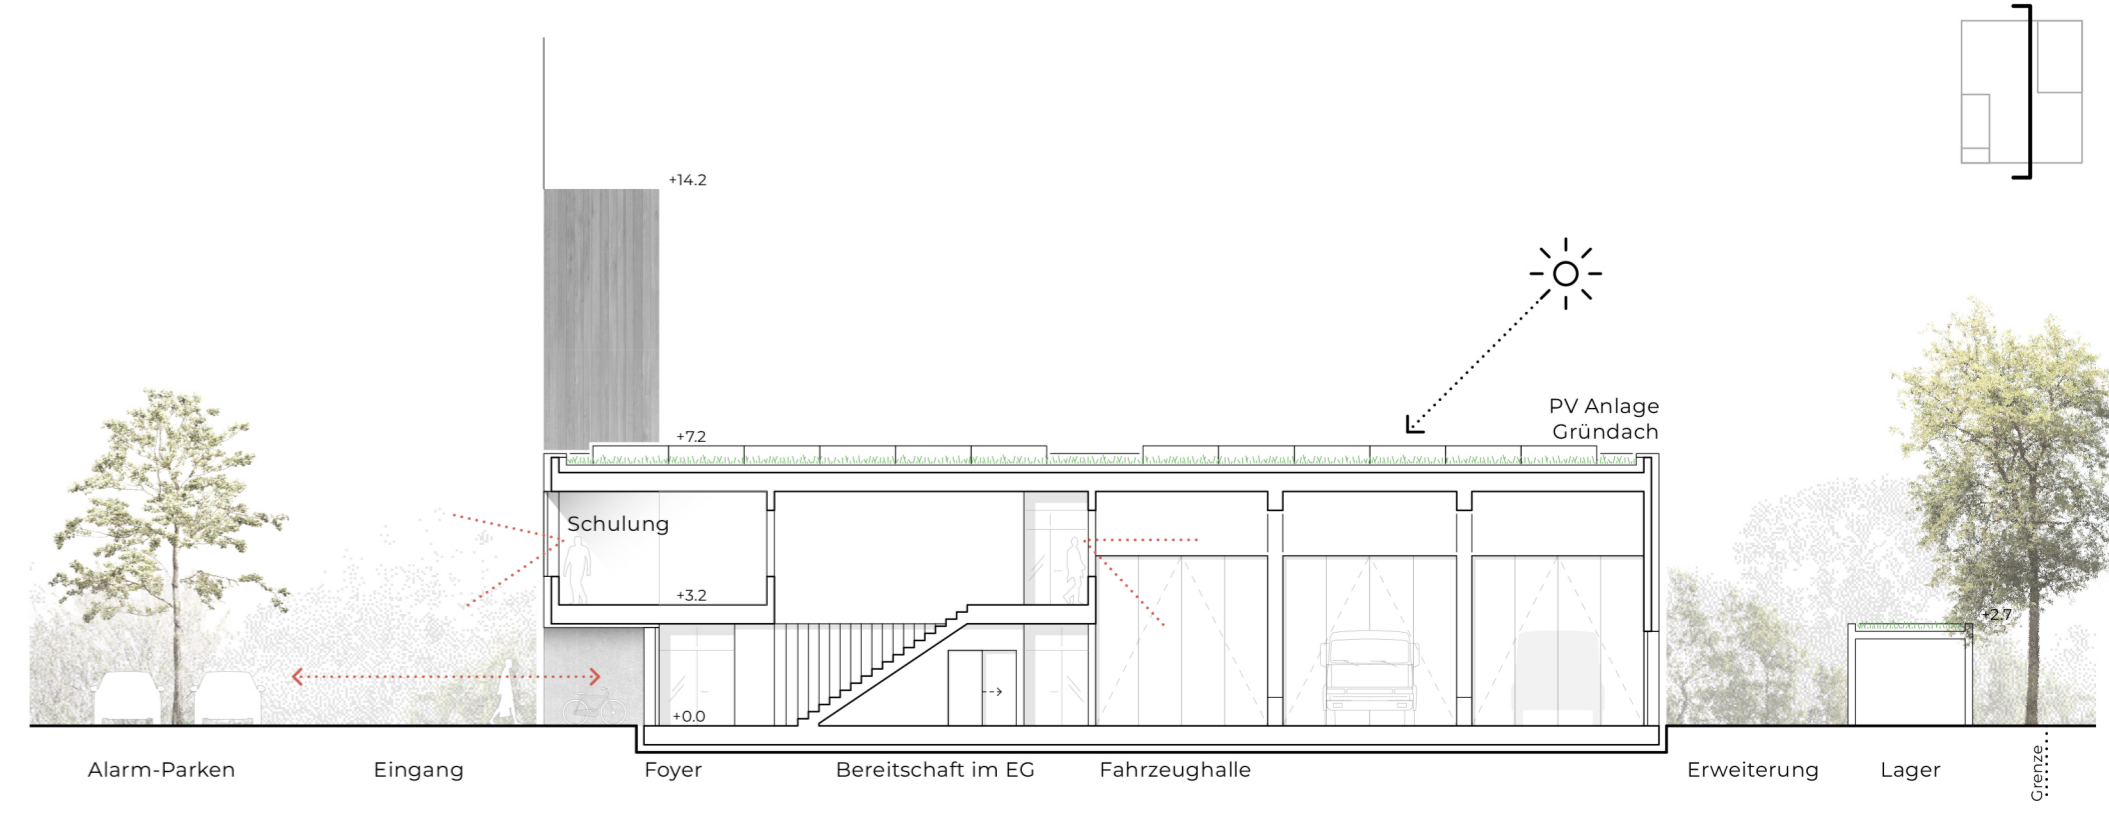 +14.2
PV Anlage
Gründach
+7.2
Schulung
+3.2
+2.7
+0.0
Alarm-Parken
Eingang
Foyer
Bereitschaft im EG
Fahrzeughalle
Erweiterung
Lager
Grenze